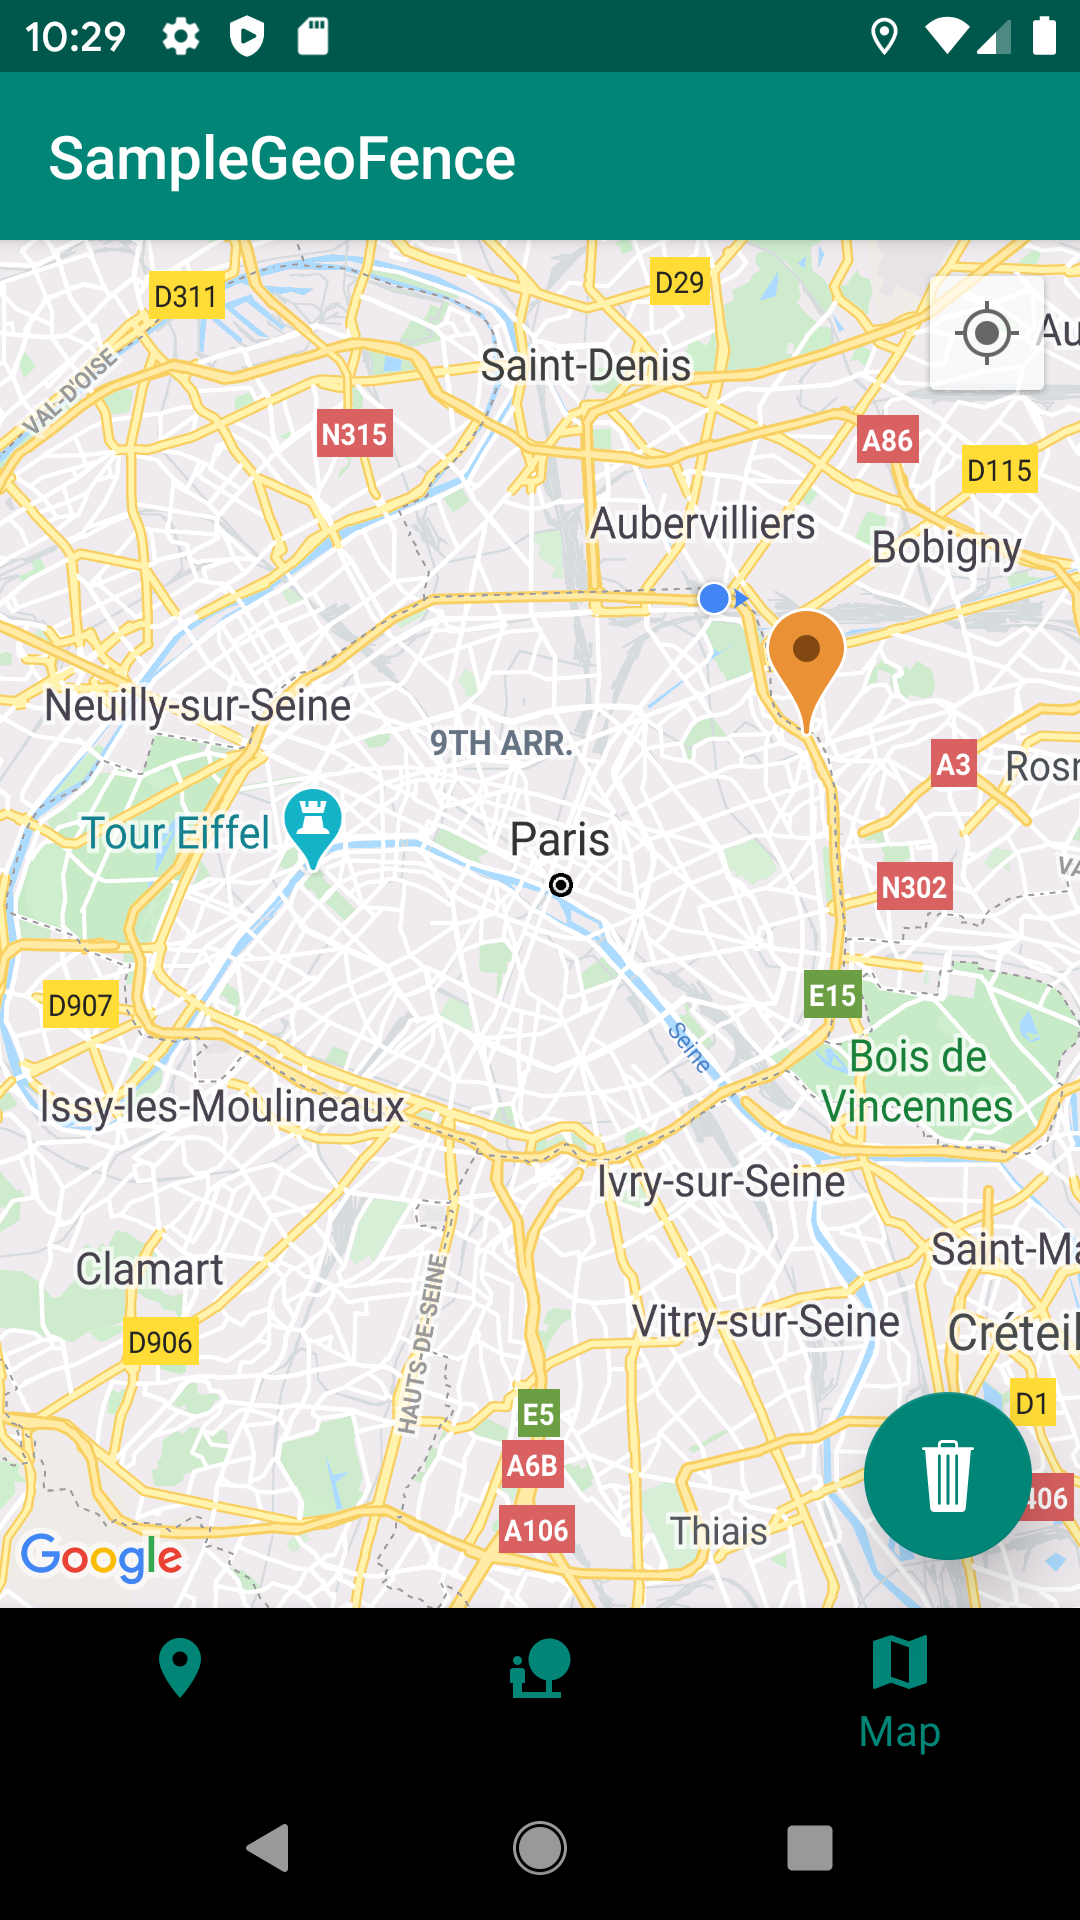 10:29
SampleGeoFence
D311
D29
VAL-D'OISE
Saint-Denis
Au
N315
A86
D115
Aubervilliers
Bobigny
Neuilly-sur-Seine
9TH ARR.
A3
Rosn
Tour Eiffel
Paris
VA
N302
D907
E15
Seine
Bois de
Vincennes
Issy-les-Moulineaux
Ivry-sur-Seine
Clamart
Saint-Ma
HAUTS-DE-SEINE
Vitry-sur-Seine
Créteil
D906
D1
E5
A6B
406
A106
Thiais
Google
Map